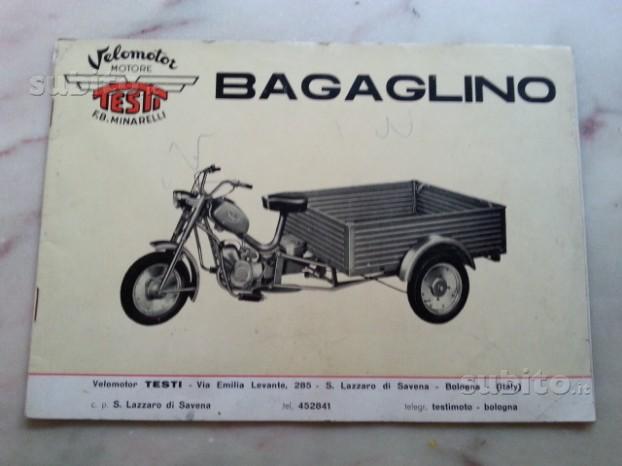 Velomotor
MOTORE
TESTI
F.B. MINARELLI
BAGAGLINO
Velomotor TESTI - Via Emilia Levante, 285 - S. Lazzaro di Savena - Bologna - (Italy)
c. p. S. Lazzaro di Savena tel. 452841 telegr. testimoto - bologna
subito.it